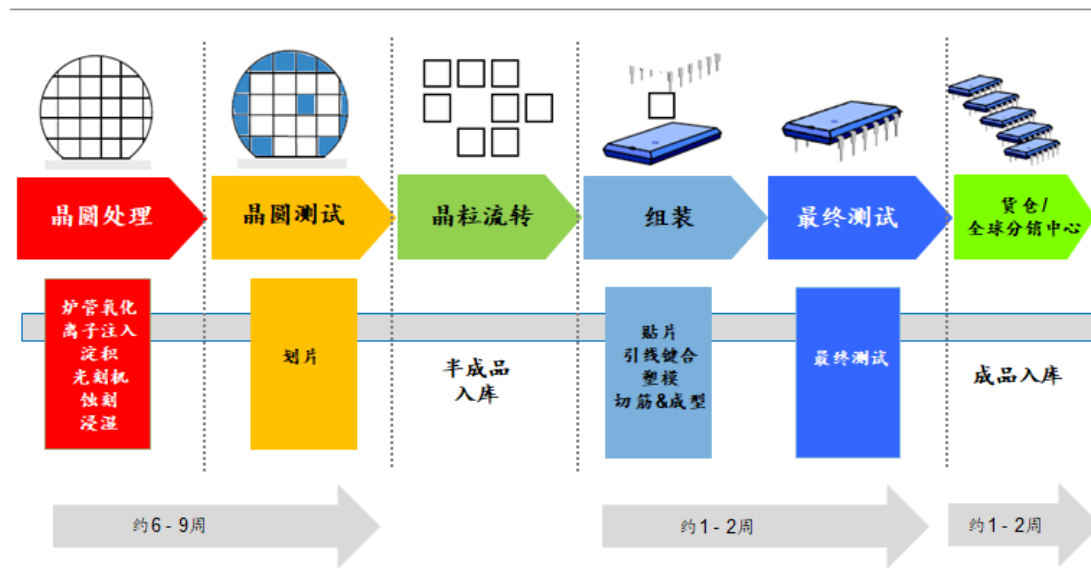 晶圆处理
晶圆测试
晶粒流转
组装
最终测试
货仓/
全球分销中心
炉管氧化
离子注入
淀积
光刻机
蚀刻
浸湿
划片
半成品
入库
贴片
引线键合
塑模
切筋&成型
最终测试
成品入库
约6-9周
约1-2周
约1-2周